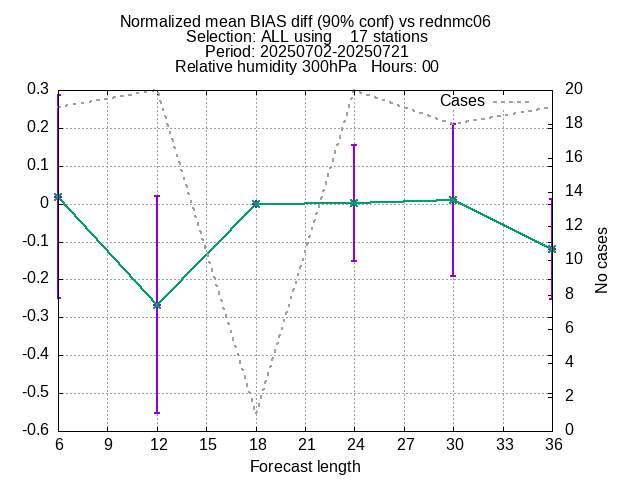 Normalized mean BIAS diff (90% conf) vs rednmc06
Selection: ALL using    17 stations
Period: 20250702-20250721
Relative humidity 300hPa   Hours: 00
Cases
0.3
0.2
0.1
0
-0.1
-0.2
-0.3
-0.4
-0.5
-0.6
20
18
16
14
12
10
8
6
4
2
0
No cases
6 9 12 15 18 21 24 27 30 33 36
Forecast length